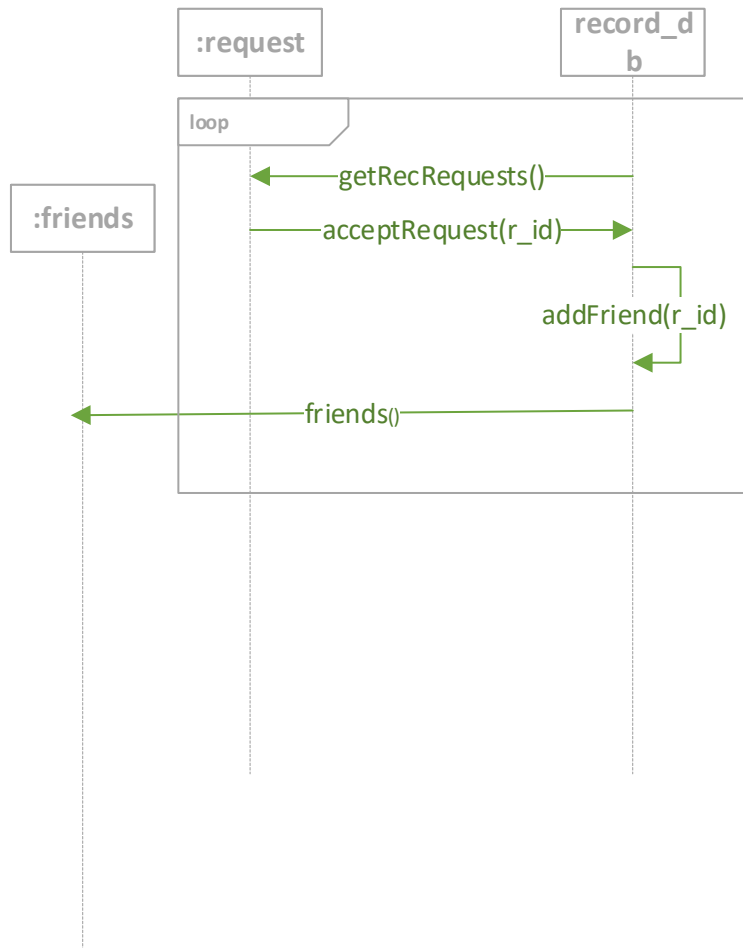 :request
record_d
b
loop
getRecRequests()
:friends
acceptRequest(r_id)
addFriend(r_id)
friends()